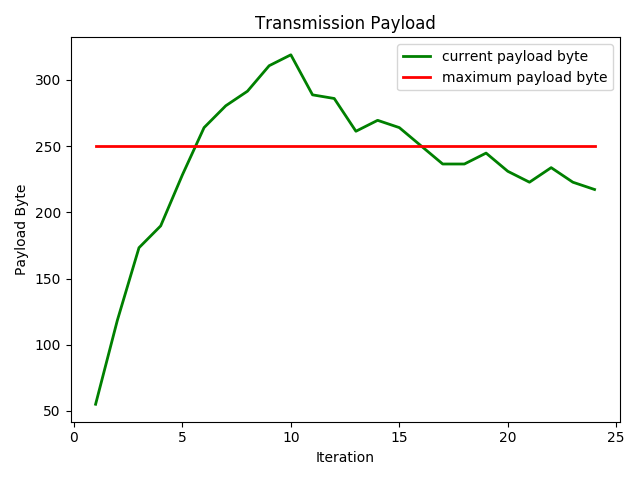 Transmission Payload
current payload byte
maximum payload byte
Payload Byte
300
250
200
150
100
50
0 5 10 15 20 25
Iteration